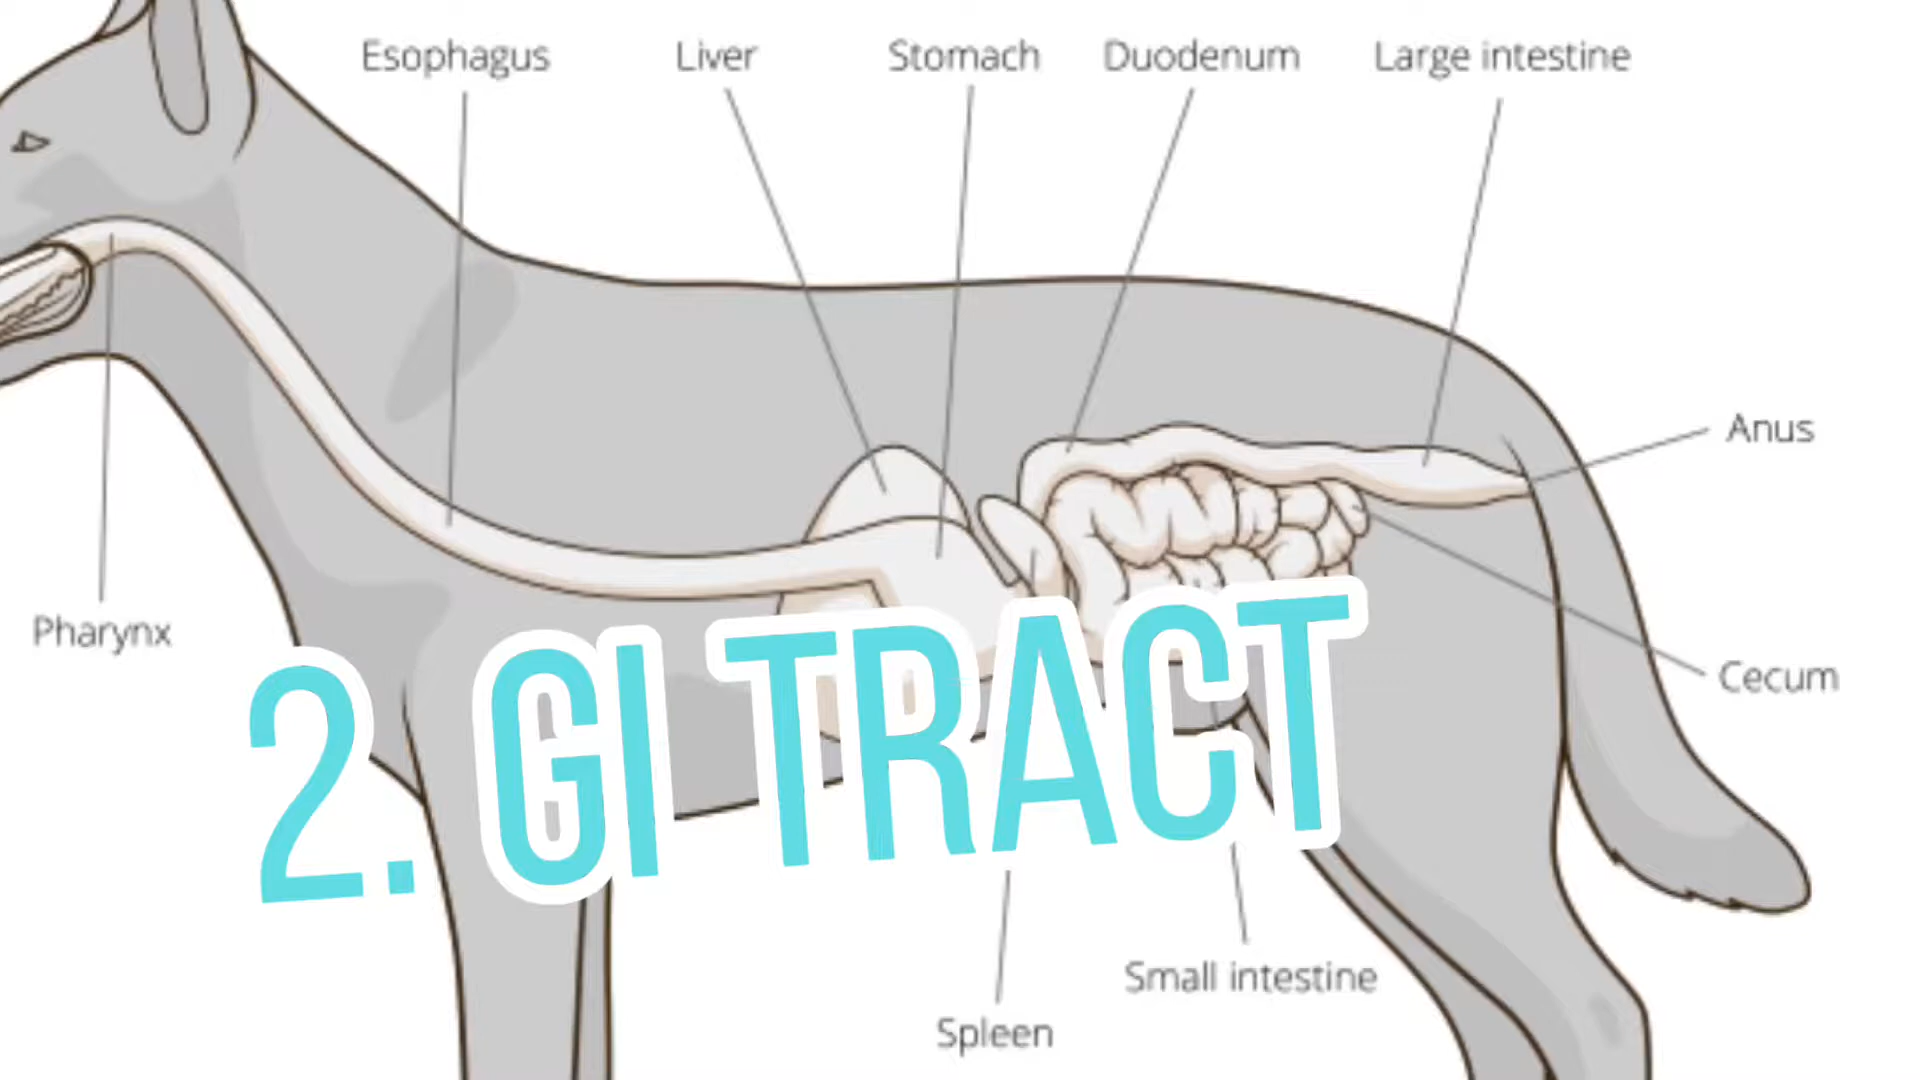 Esophagus
Liver
Stomach
Duodenum
Large intestine
Anus
Pharynx
Cecum
2. GI TRACT
Small intestine
Spleen